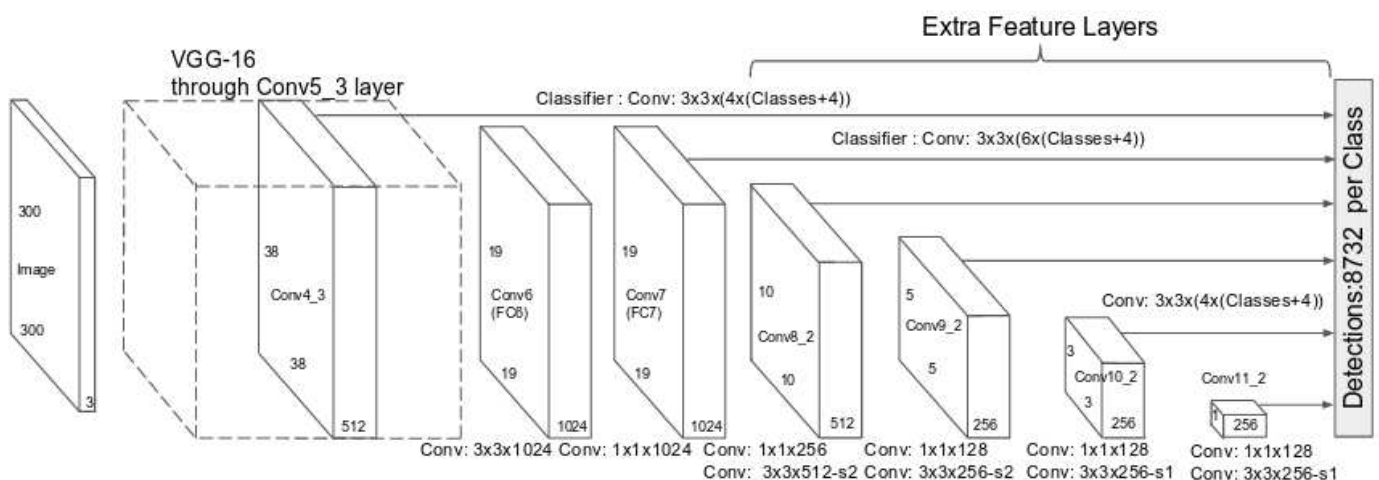 Extra Feature Layers
VGG-16
through Conv5_3 layer
Classifier : Conv: 3x3x(4x(Classes+4))
Classifier : Conv: 3x3x(6x(Classes+4))
300
Image
300
3
38
Conv4_3
38
512
19
Conv6
(FC6)
19
1024
19
Conv7
(FC7)
19
1024
10
Conv8_2
10
512
5
Conv9_2
5
256
Conv: 3x3x(4x(Classes+4))
3
Conv10_2
3
256
Conv11_2
1
256
Detections:8732 per Class
Conv: 3x3x1024
Conv: 1x1x1024
Conv: 1x1x256
Conv: 3x3x512-s2
Conv: 1x1x128
Conv: 3x3x256-s2
Conv: 1x1x128
Conv: 3x3x256-s1
Conv: 1x1x128
Conv: 3x3x256-s1